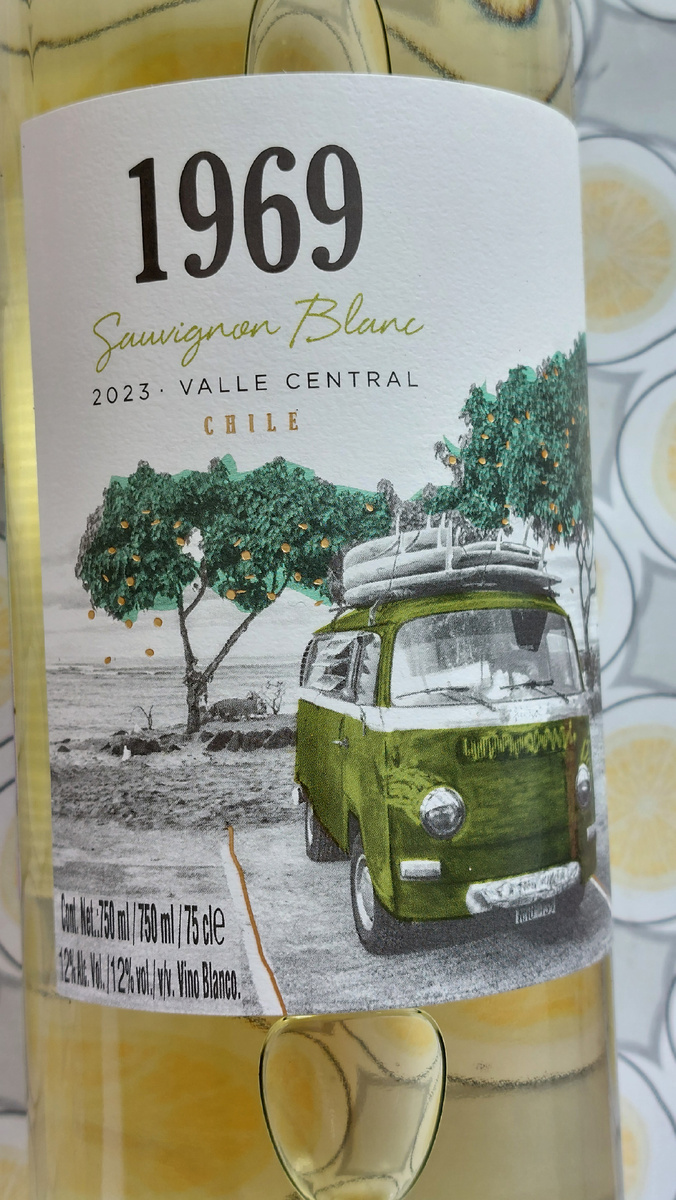 1969
Sauvignon Blanc
2023 · VALLE CENTRAL
CHILE
Cont. Net.:750 ml / 750 ml / 75 cle
12% Alc. Vol. / 12% vol./ v/v. Vino Blanco.